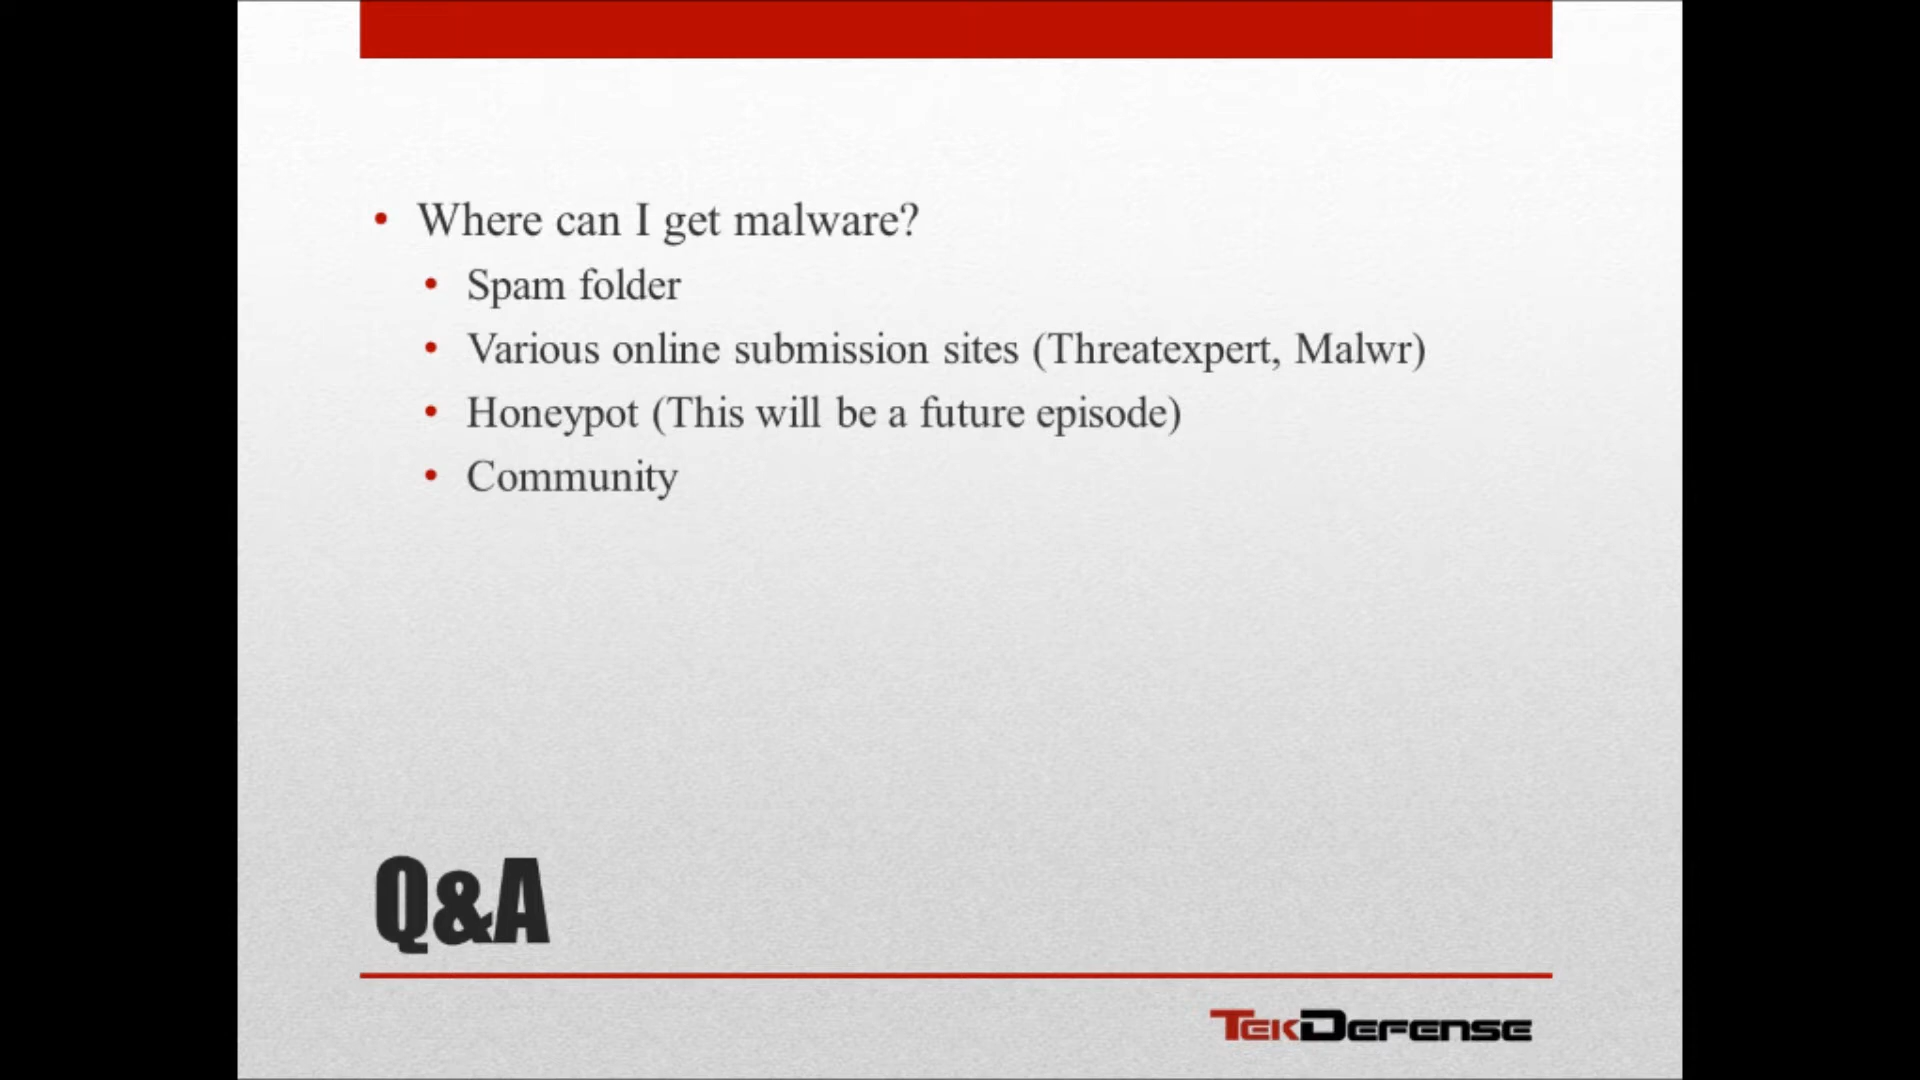 Where can I get malware?
Spam folder
Various online submission sites (Threatexpert, Malwr)
Honeypot (This will be a future episode)
Community
Q&A
TekDefense